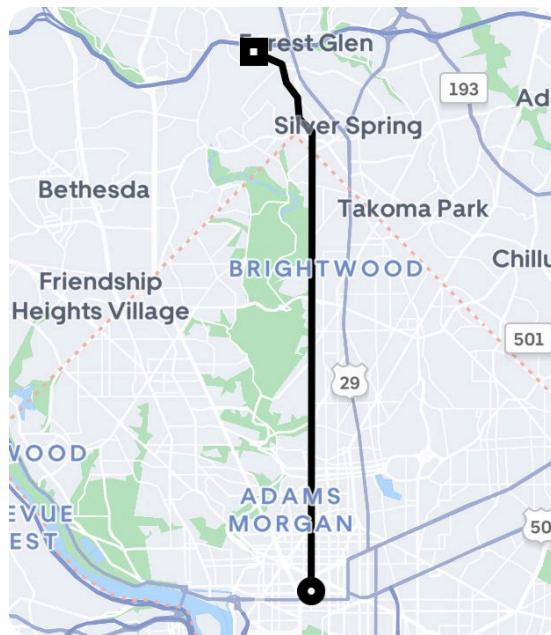 Forest Glen
193
Ad
Silver Spring
Bethesda
Takoma Park
BRIGHTWOOD
Chillu
Friendship
Heights Village
501
29
WOOD
ADAMS
MORGAN
EVUE
EST
50